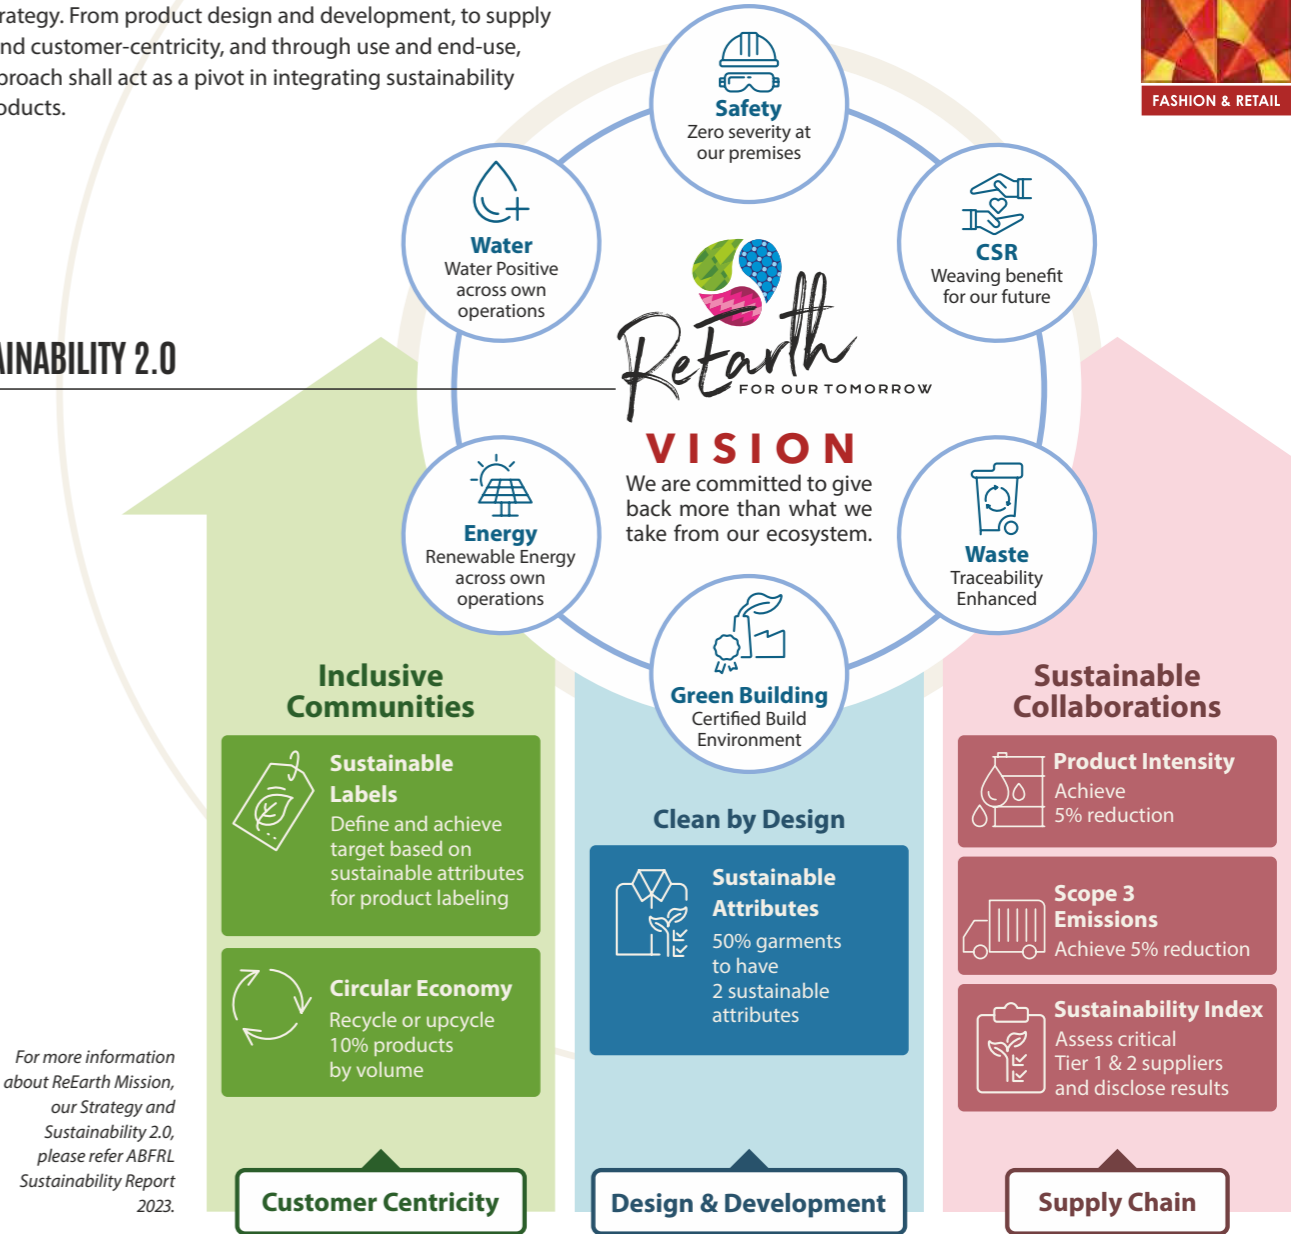 rategy. From product design and development, to supply
nd customer-centricity, and through use and end-use,
proach shall act as a pivot in integrating sustainability
oducts.
FASHION & RETAIL
Safety
Zero severity at
our premises
Water
Water Positive
across own
operations
CSR
Weaving benefit
for our future
AINABILITY 2.0
ReEarth
FOR OUR TOMORROW
VISION
We are committed to give
back more than what we
take from our ecosystem.
Energy
Renewable Energy
across own
operations
Waste
Traceability
Enhanced
Green Building
Certified Build
Environment
Inclusive
Communities
Sustainable
Labels
Define and achieve
target based on
sustainable attributes
for product labeling
Circular Economy
Recycle or upcycle
10% products
by volume
Clean by Design
Sustainable
Attributes
50% garments
to have
2 sustainable
attributes
Sustainable
Collaborations
Product Intensity
Achieve
5% reduction
Scope 3
Emissions
Achieve 5% reduction
Sustainability Index
Assess critical
Tier 1 & 2 suppliers
and disclose results
For more information
about ReEarth Mission,
our Strategy and
Sustainability 2.0,
please refer ABFRL
Sustainability Report
2023.
Customer Centricity
Design & Development
Supply Chain